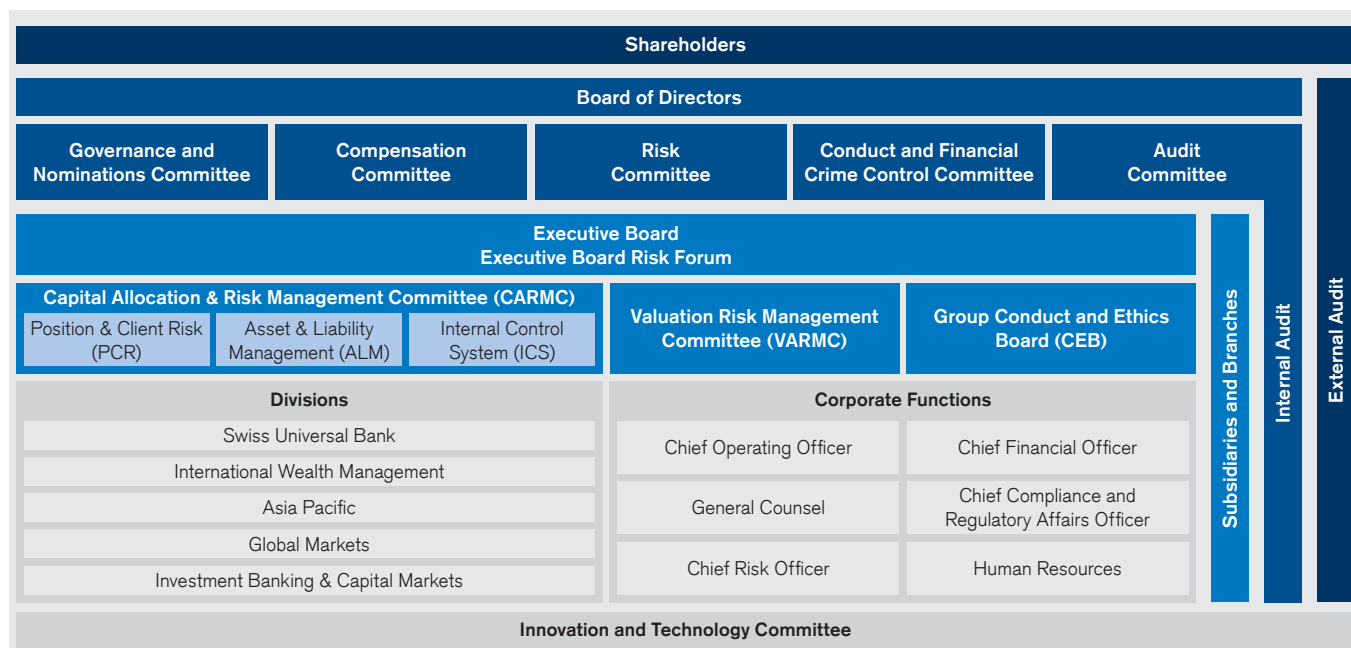 Shareholders
Board of Directors
Governance and
Nominations Committee
Compensation
Committee
Risk
Committee
Conduct and Financial
Crime Control Committee
Audit
Committee
Executive Board
Executive Board Risk Forum
Capital Allocation & Risk Management Committee (CARMC)
Position & Client Risk
(PCR)
Asset & Liability
Management (ALM)
Internal Control
System (ICS)
Valuation Risk Management
Committee (VARMC)
Group Conduct and Ethics
Board (CEB)
Divisions
Swiss Universal Bank
International Wealth Management
Asia Pacific
Global Markets
Investment Banking & Capital Markets
Corporate Functions
Chief Operating Officer
Chief Financial Officer
General Counsel
Chief Compliance and
Regulatory Affairs Officer
Chief Risk Officer
Human Resources
Subsidiaries and Branches
Internal Audit
External Audit
Innovation and Technology Committee